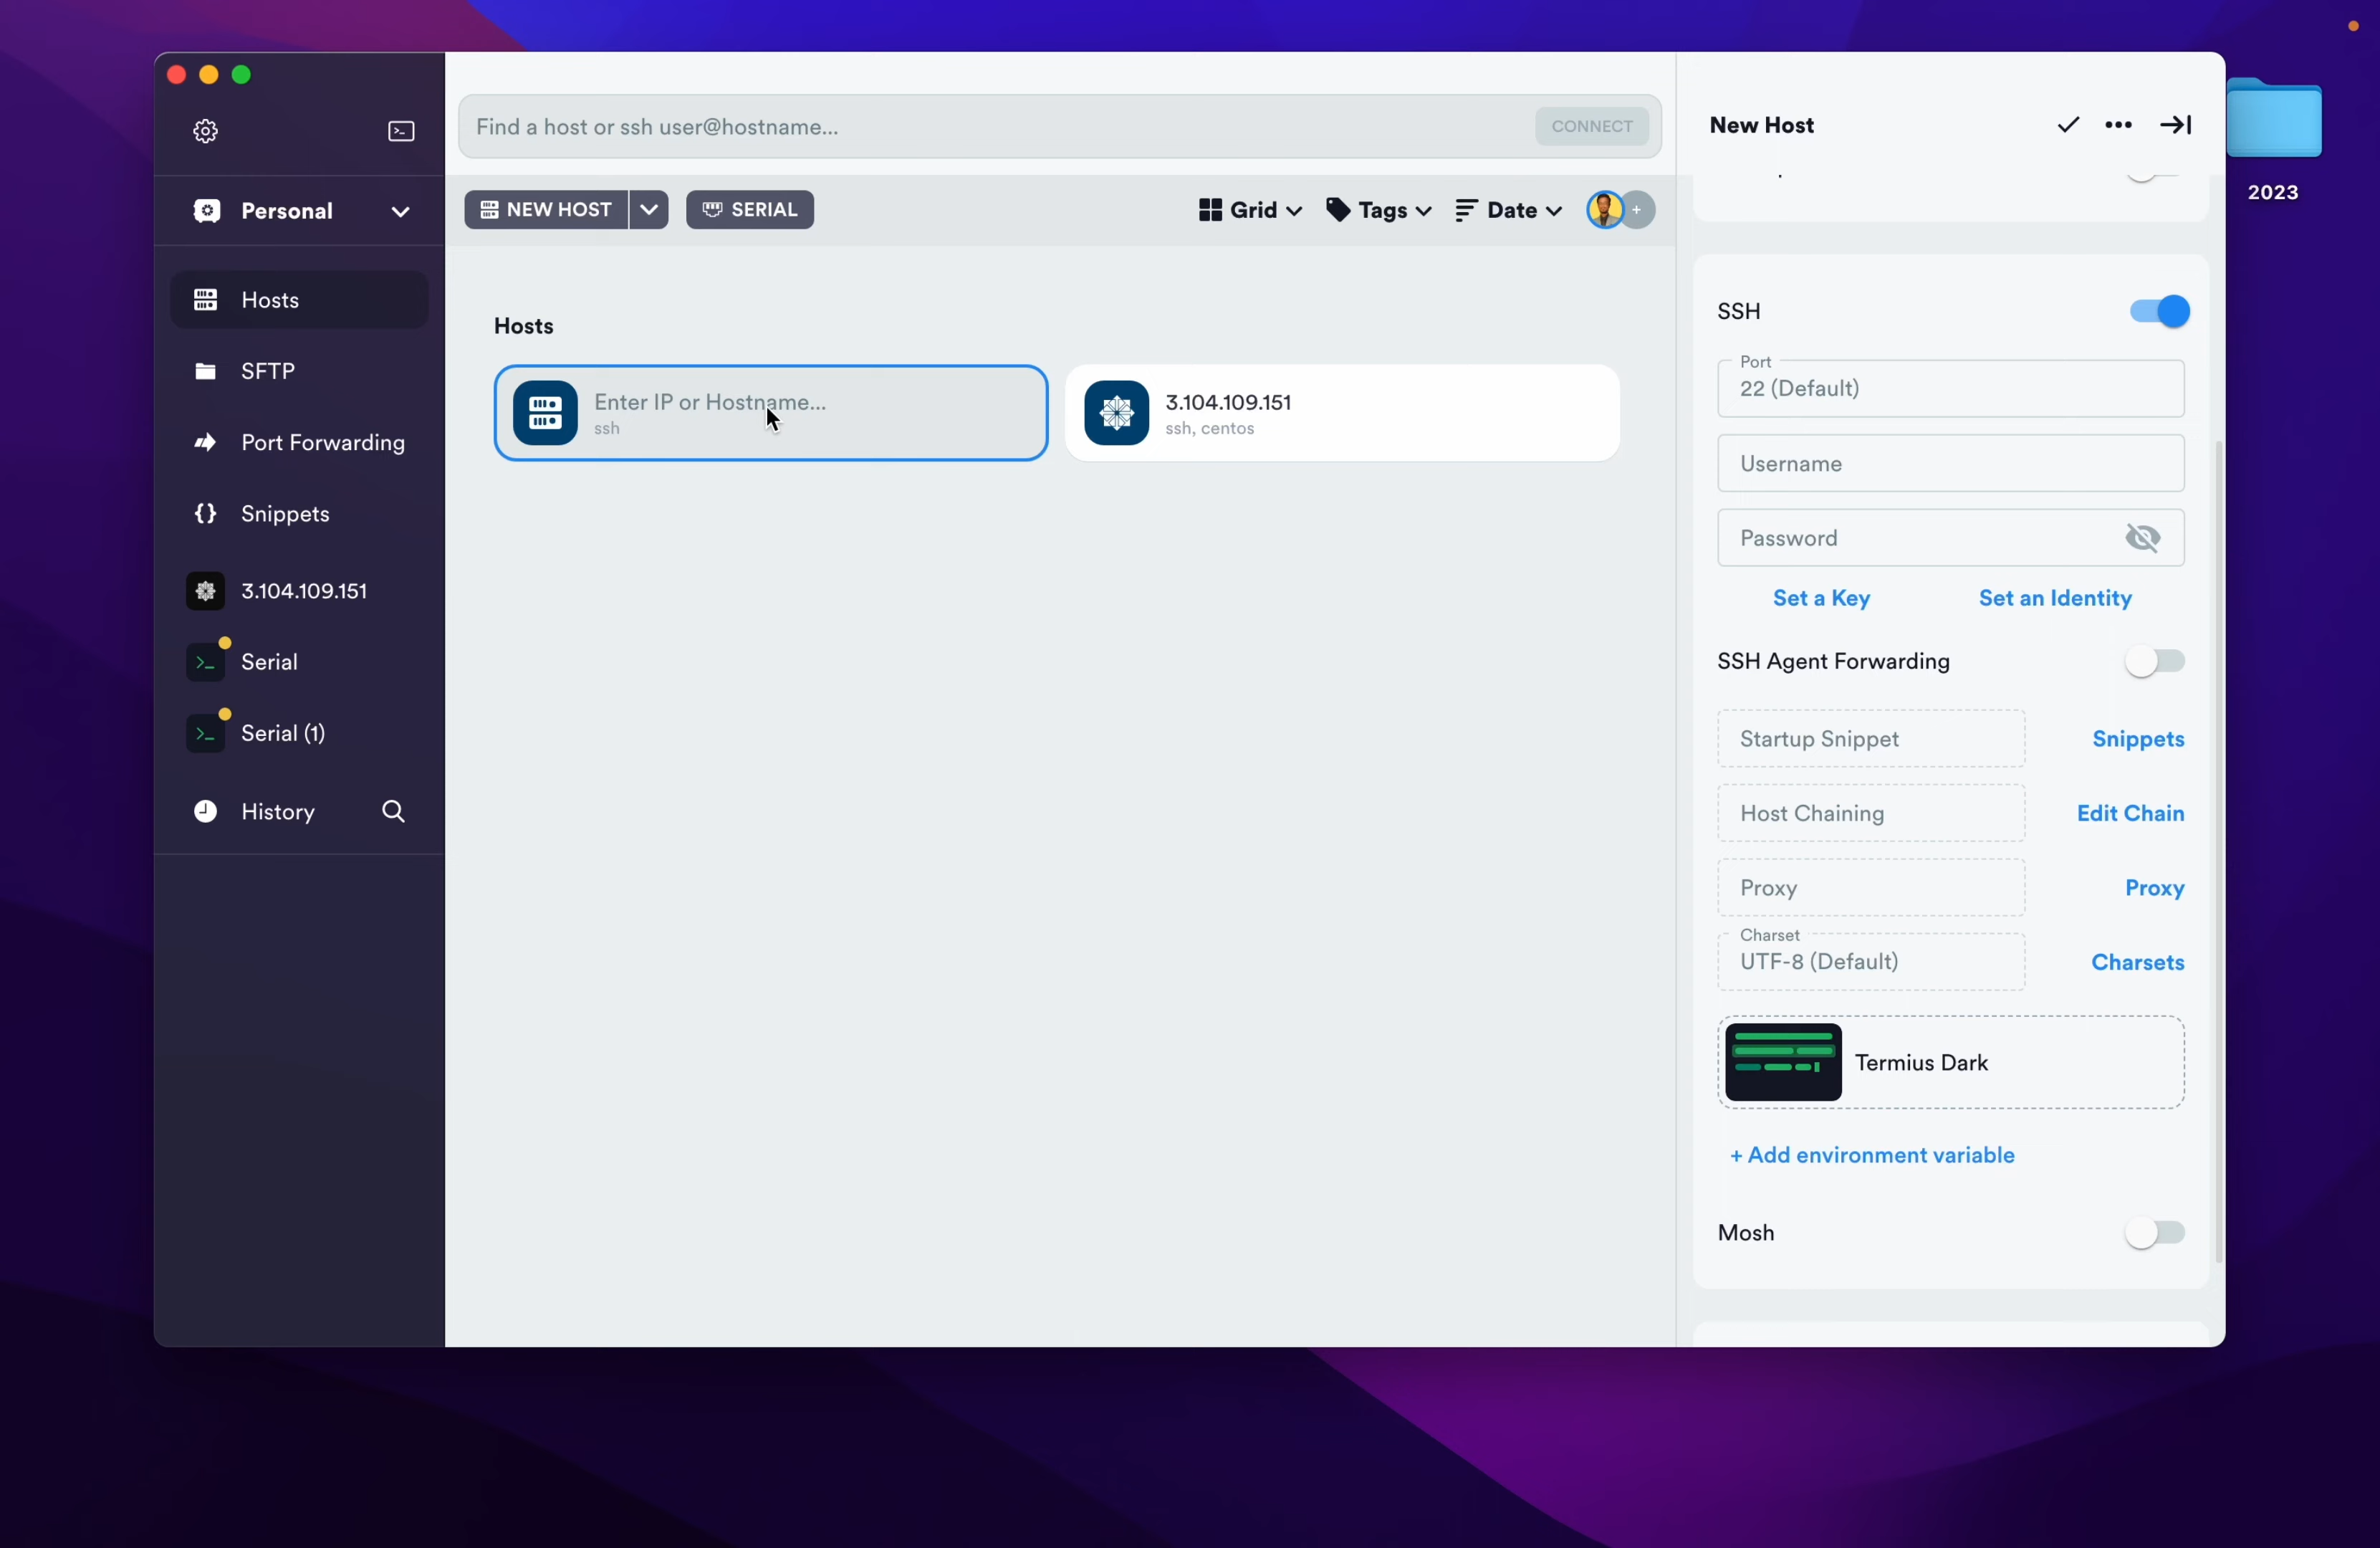 Find a host or ssh user@hostname...
CONNECT
New Host
2023
Personal
NEW HOST
SERIAL
Grid
Tags
Date
+
Hosts
SFTP
Port Forwarding
Snippets
3.104.109.151
Serial
Serial (1)
History
Hosts
Enter IP or Hostname...
ssh
3.104.109.151
ssh, centos
SSH
Port
22 (Default)
Username
Password
Set a Key
Set an Identity
SSH Agent Forwarding
Startup Snippet
Snippets
Host Chaining
Edit Chain
Proxy
Proxy
Charset
UTF-8 (Default)
Charsets
Termius Dark
+ Add environment variable
Mosh